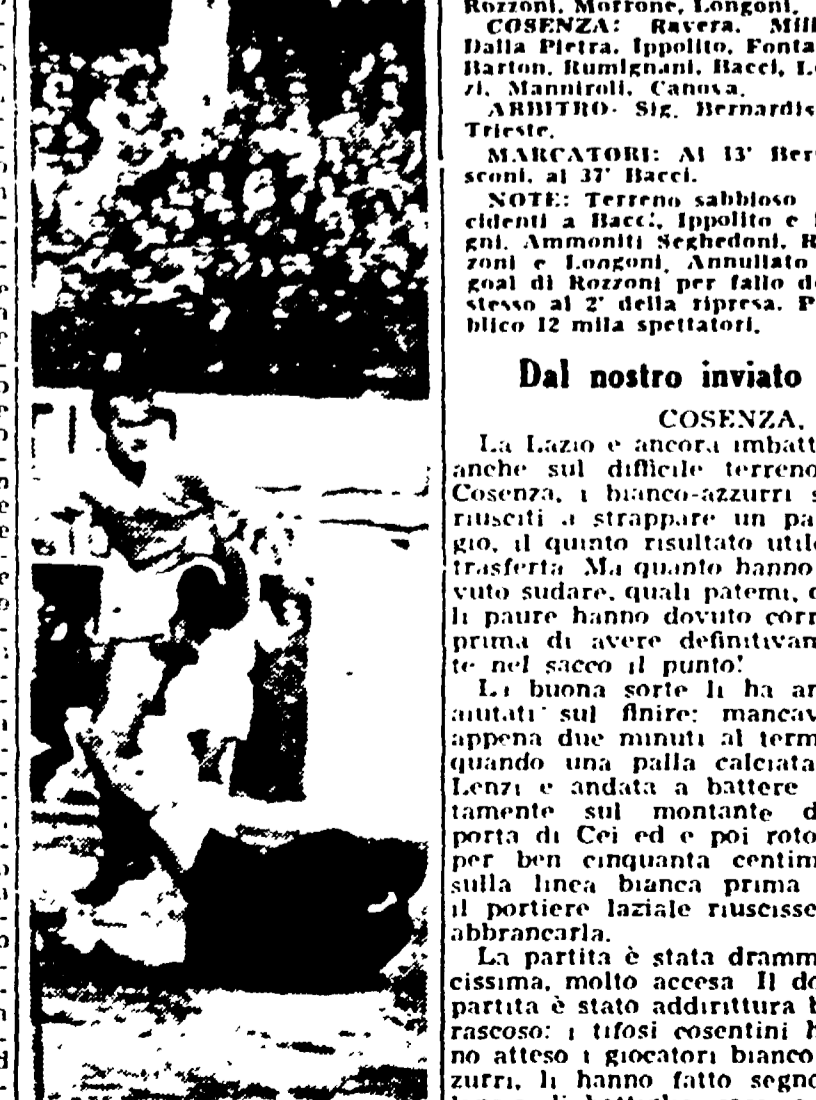 Rozzoni, Morrone, Longoni.
COSENZA: Ravera. Mill
Dalla Pietra. Ippolito, Fonta
Barton. Rumignani. Bacci, L
zi, Manniroli, Canova.
ARBITRO- Sig. Bernardis
Trieste.
MARCATORI: Al 13' Ber
sconi, al 37' Bacci.
NOTE: Terreno sabbioso
cidenti a Bacci, Ippolito e
gni. Ammoniti Seghedoni, R
zoni e Longoni. Annullato
goal di Rozzoni per fallo d
stesso al 2' della ripresa. P
blico 12 mila spettatori.
Dal nostro inviato
COSENZA,
La Lazio e ancora imbatt
anche sul difficile terreno
Cosenza, i bianco-azzurri s
riusciti a strappare un pa
gio, il quinto risultato utile
trasferta Ma quanto hanno
vuto sudare, quali patemi,
li paure hanno dovuto corr
prima di avere definitivam
te nel sacco il punto!
La buona sorte li ha an
aiutati sul finire: mancav
appena due minuti al term
quando una palla calciata
Lenzi e andata a battere
tamente sul montante d
porta di Cei ed e poi roto
per ben cinquanta centim
sulla linea bianca prima
il portiere laziale riuscisse
abbrancarla.
La partita è stata dramm
cissima, molto accesa Il do
partita è stato addirittura b
rascoso: i tifosi cosentini h
no atteso i giocatori bianco
zurri, li hanno fatto segno